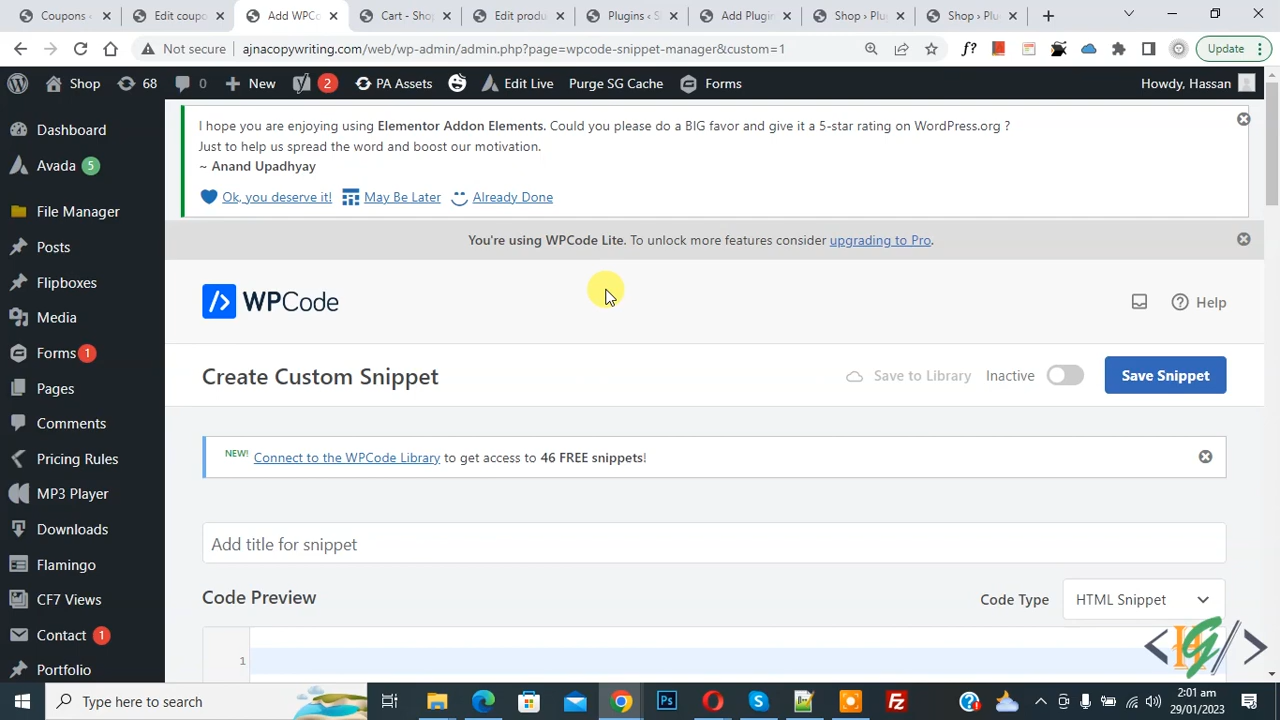 Coupons ‹
Edit coupo
Add WPCo
Cart - Sho
Edit produ
Plugins ‹ S
Add Plugin
Shop › Plu
Shop › Plu
Not secure
ajnacopywriting.com/web/wp-admin/admin.php?page=wpcode-snippet-manager&custom=1
f?
Update
Shop
68
0
New
2
PA Assets
Edit Live
Purge SG Cache
Forms
Howdy, Hassan
Dashboard
Avada 5
File Manager
Posts
Flipboxes
Media
Forms 1
Pages
Comments
Pricing Rules
MP3 Player
Downloads
Flamingo
CF7 Views
Contact 1
Portfolio
I hope you are enjoying using Elementor Addon Elements. Could you please do a BIG favor and give it a 5-star rating on WordPress.org ?
Just to help us spread the word and boost our motivation.
~ Anand Upadhyay
Ok, you deserve it! May Be Later Already Done
You're using WPCode Lite. To unlock more features consider upgrading to Pro.
WPCode
Help
Create Custom Snippet
Save to Library
Inactive
Save Snippet
NEW! Connect to the WPCode Library to get access to 46 FREE snippets!
Add title for snippet
Code Preview
Code Type
HTML Snippet
1
Type here to search
Ps
2:01 am
29/01/2023